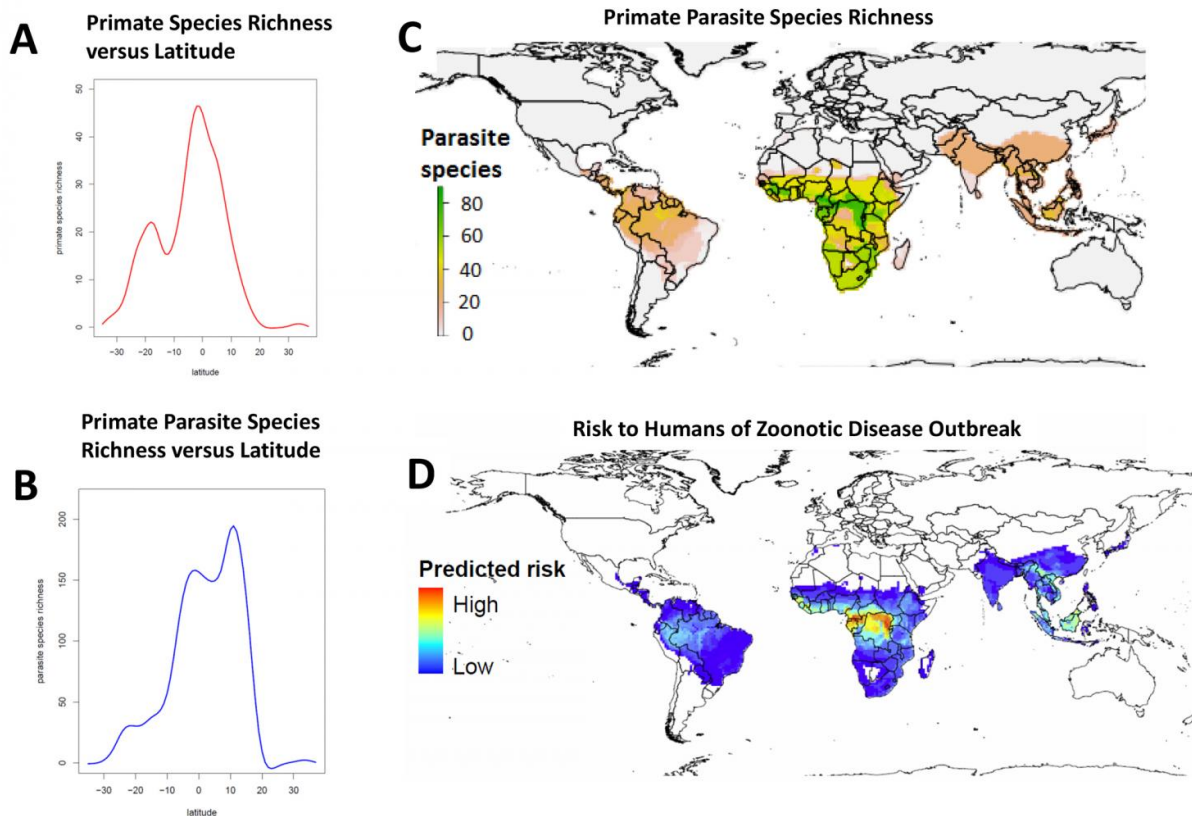 A
Primate Species Richness
versus Latitude
primate species richness
50
40
30
20
10
0
−30 −20 −10 0 10 20 30
latitude
C
Primate Parasite Species Richness
Parasite
species
80
60
40
20
0
B
Primate Parasite Species
Richness versus Latitude
parasite species richness
200
150
100
50
0
−30 −20 −10 0 10 20 30
latitude
D
Risk to Humans of Zoonotic Disease Outbreak
Predicted risk
High
Low